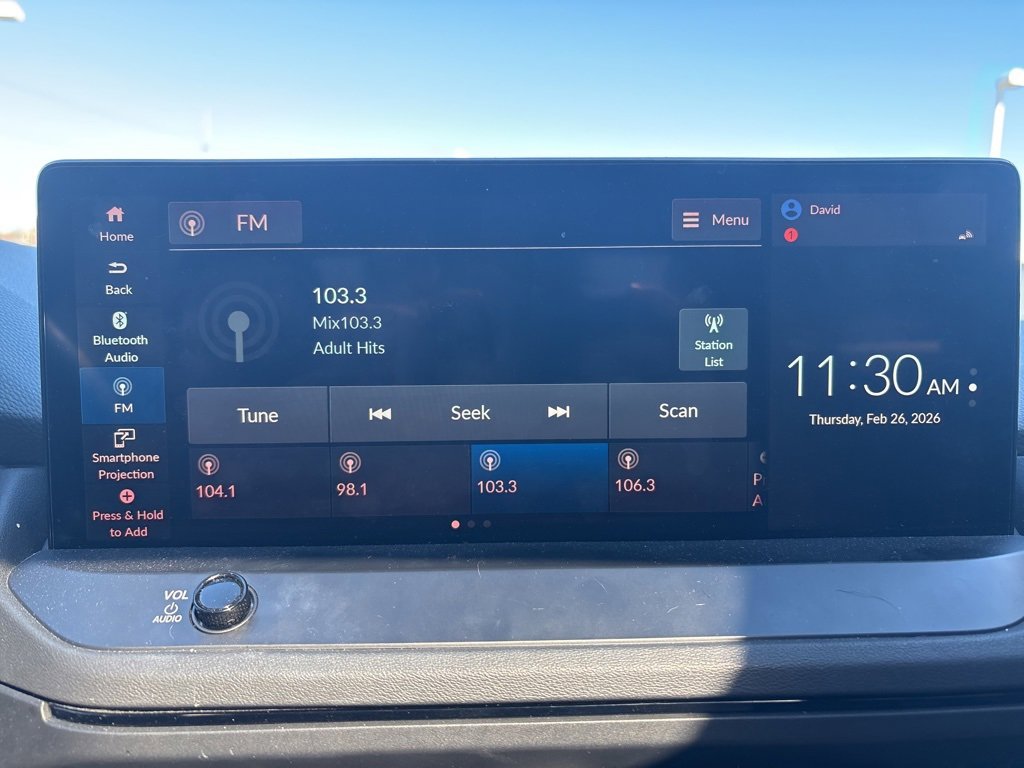 Home
Back
Bluetooth
Audio
FM
Smartphone
Projection
Press & Hold
to Add
FM
Menu
103.3
Mix103.3
Adult Hits
Station
List
Tune
Seek
Scan
104.1
98.1
103.3
106.3
P
A
David
1
11:30 AM
Thursday, Feb 26, 2026
VOL
AUDIO